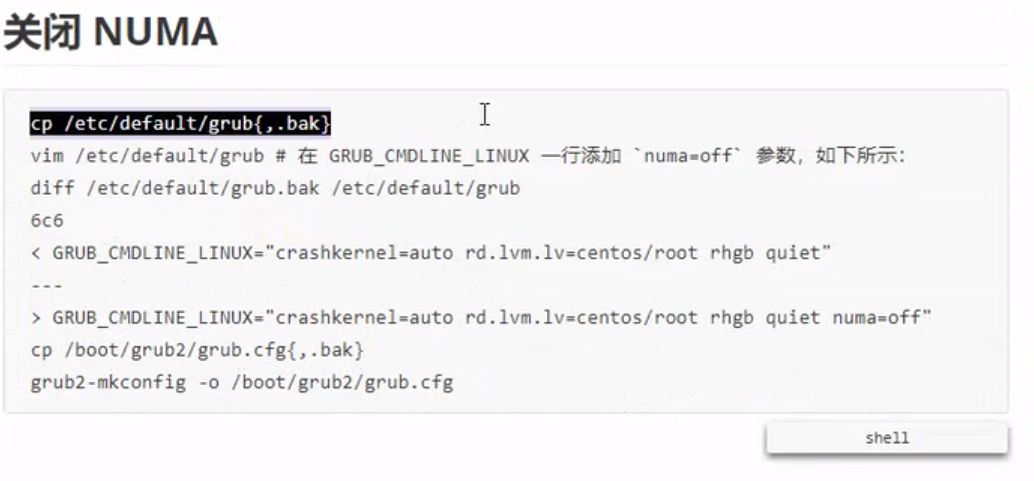 关闭 NUMA
cp /etc/default/grub{,.bak}
vim /etc/default/grub # 在 GRUB_CMDLINE_LINUX 一行添加 `numa=off` 参数，如下所示：
diff /etc/default/grub.bak /etc/default/grub
6c6
< GRUB_CMDLINE_LINUX="crashkernel=auto rd.lvm.lv=centos/root rhgb quiet"
---
> GRUB_CMDLINE_LINUX="crashkernel=auto rd.lvm.lv=centos/root rhgb quiet numa=off"
cp /boot/grub2/grub.cfg{,.bak}
grub2-mkconfig -o /boot/grub2/grub.cfg
shell